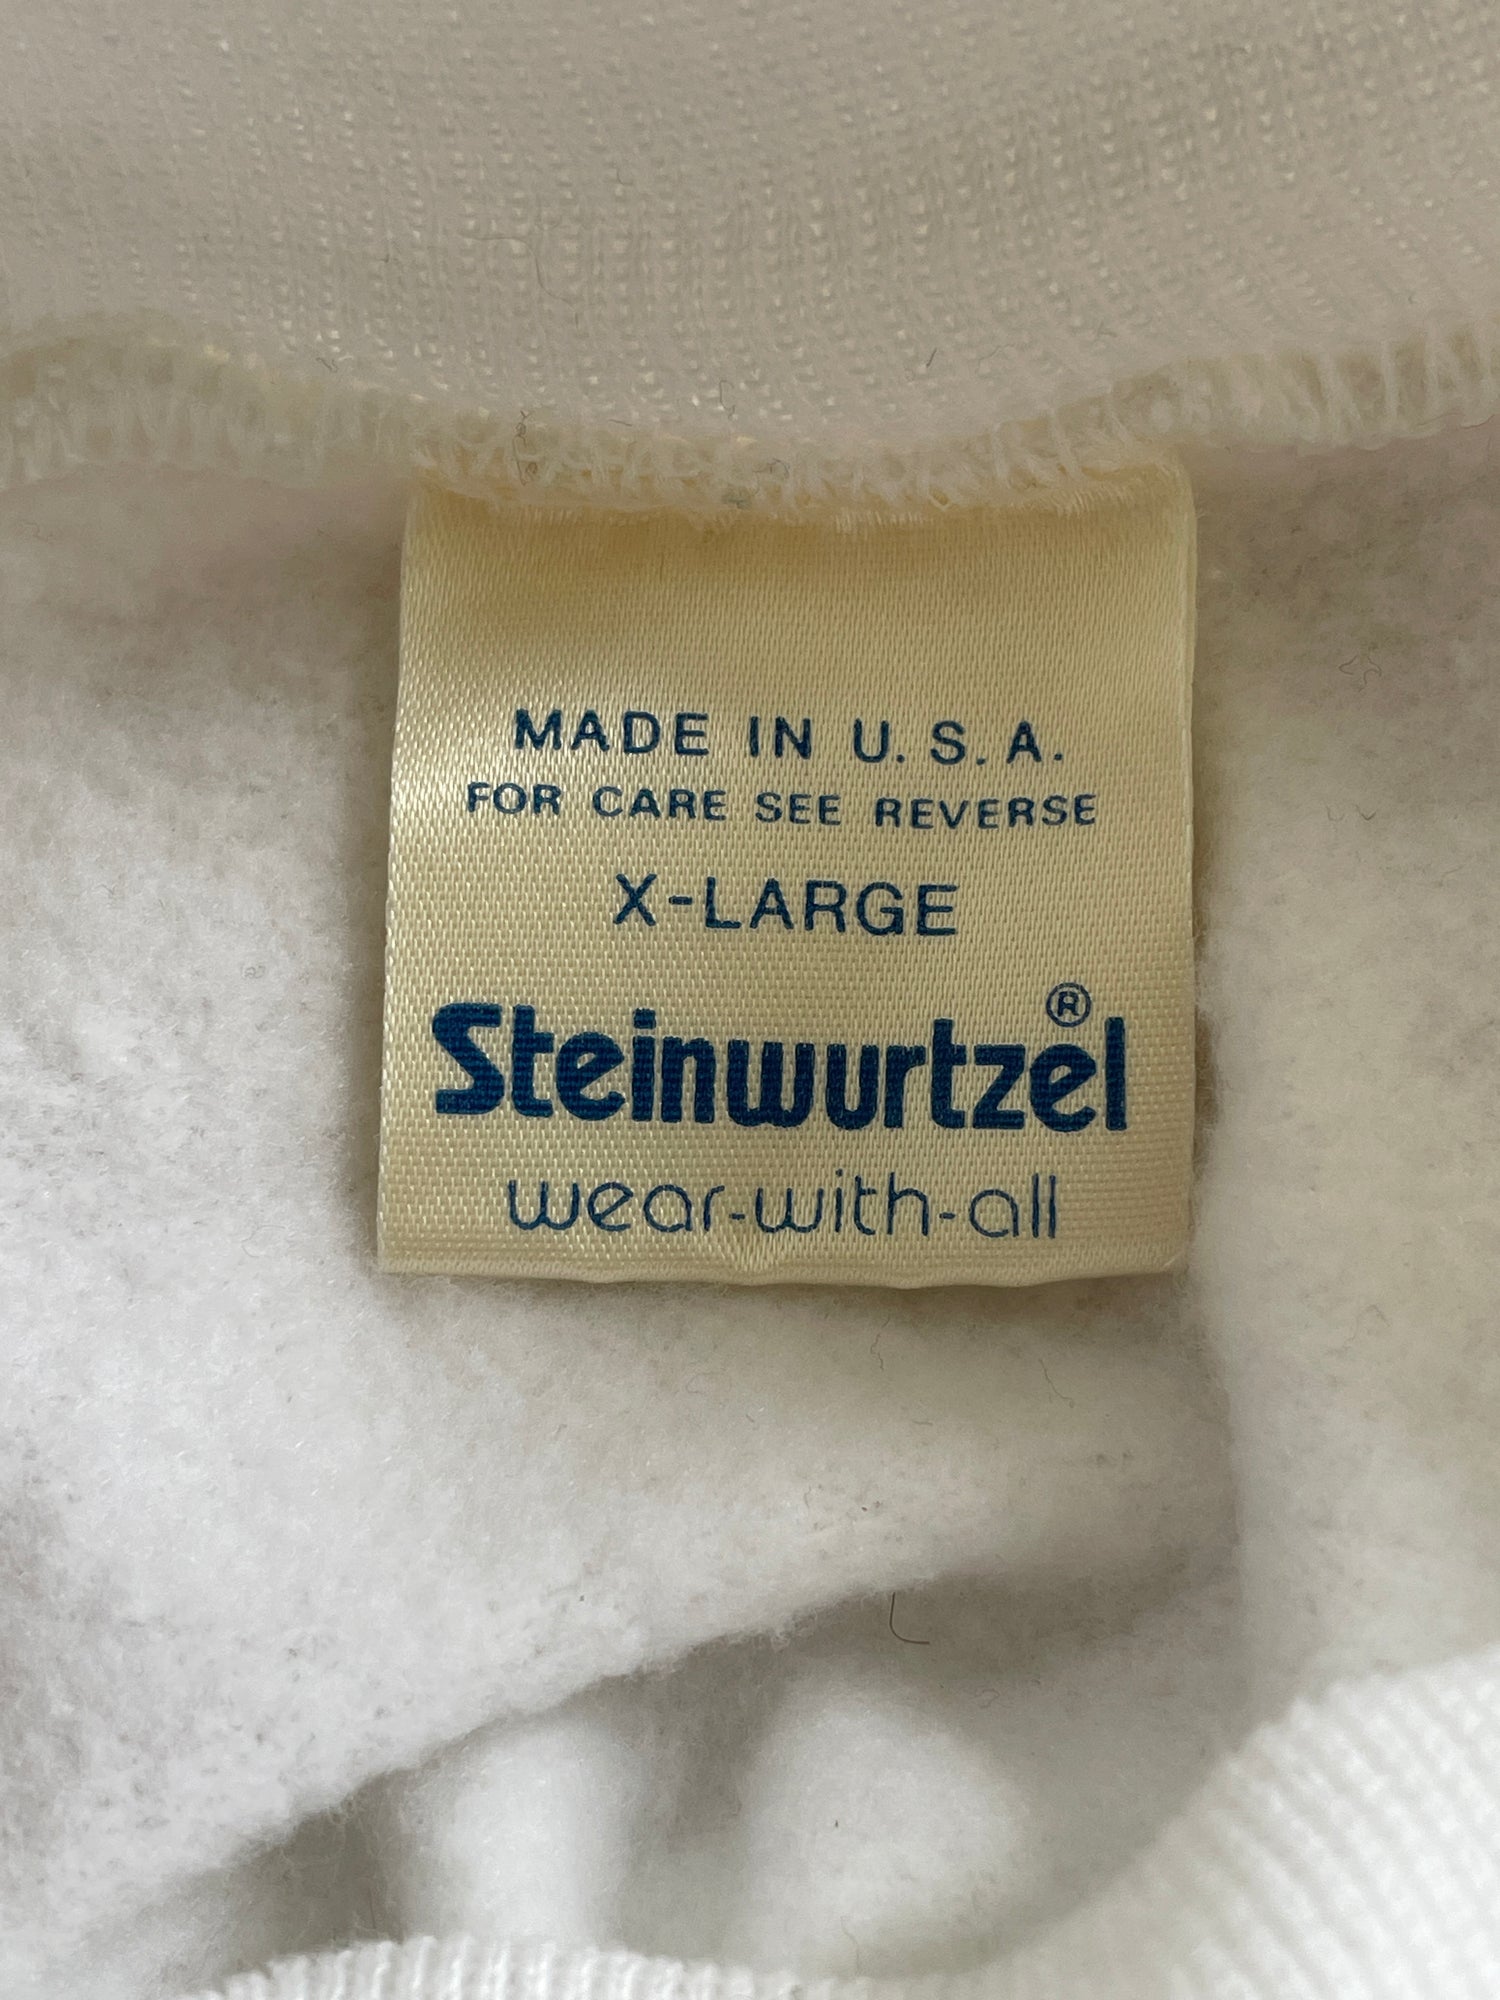 MADE IN U.S.A.
FOR CARE SEE REVERSE
X-LARGE
Steinwurtzel®
wear-with-all